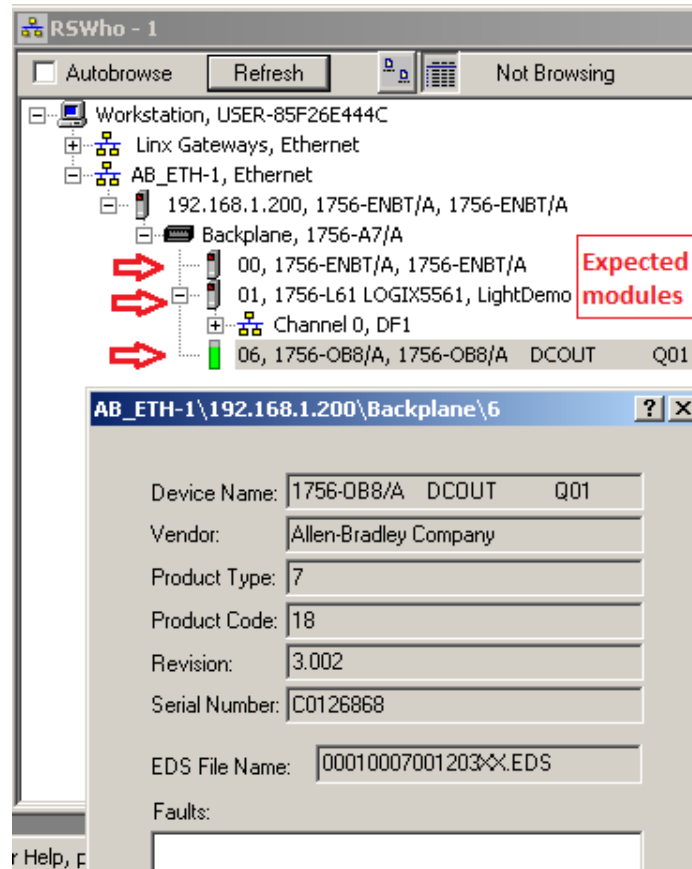 RSWho - 1
Autobrowse Refresh Not Browsing
Workstation, USER-85F26E444C
Linx Gateways, Ethernet
AB_ETH-1, Ethernet
192.168.1.200, 1756-ENBT/A, 1756-ENBT/A
Backplane, 1756-A7/A
00, 1756-ENBT/A, 1756-ENBT/A
01, 1756-L61 LOGIX5561, LightDemo
Expected
modules
Channel 0, DF1
06, 1756-OB8/A, 1756-OB8/A DCOUT Q01
AB_ETH-1\192.168.1.200\Backplane\6
Device Name: 1756-OB8/A DCOUT Q01
Vendor: Allen-Bradley Company
Product Type: 7
Product Code: 18
Revision: 3.002
Serial Number: C0126868
EDS File Name: 00010007001203XX.EDS
Faults:
r Help, p